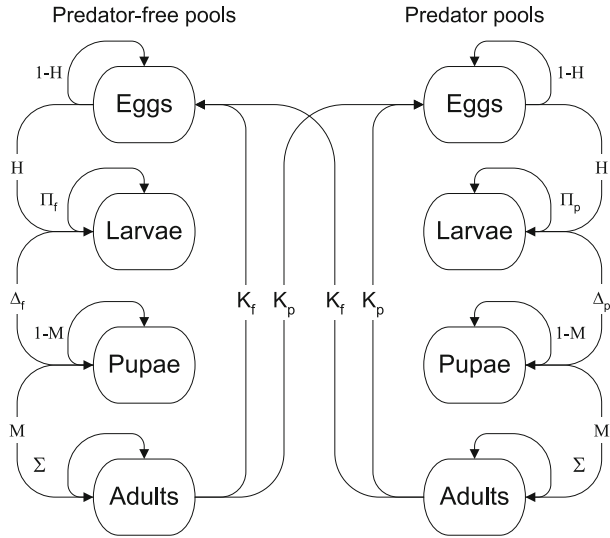 Predator-free pools
Predator pools
1-H
Eggs
Eggs
1-H
H
H
Π_f
Larvae
Larvae
Π_p
Δ_f
K_f
K_p
K_f
K_p
Δ_p
1-M
Pupae
Pupae
1-M
M
M
Σ
Adults
Adults
Σ